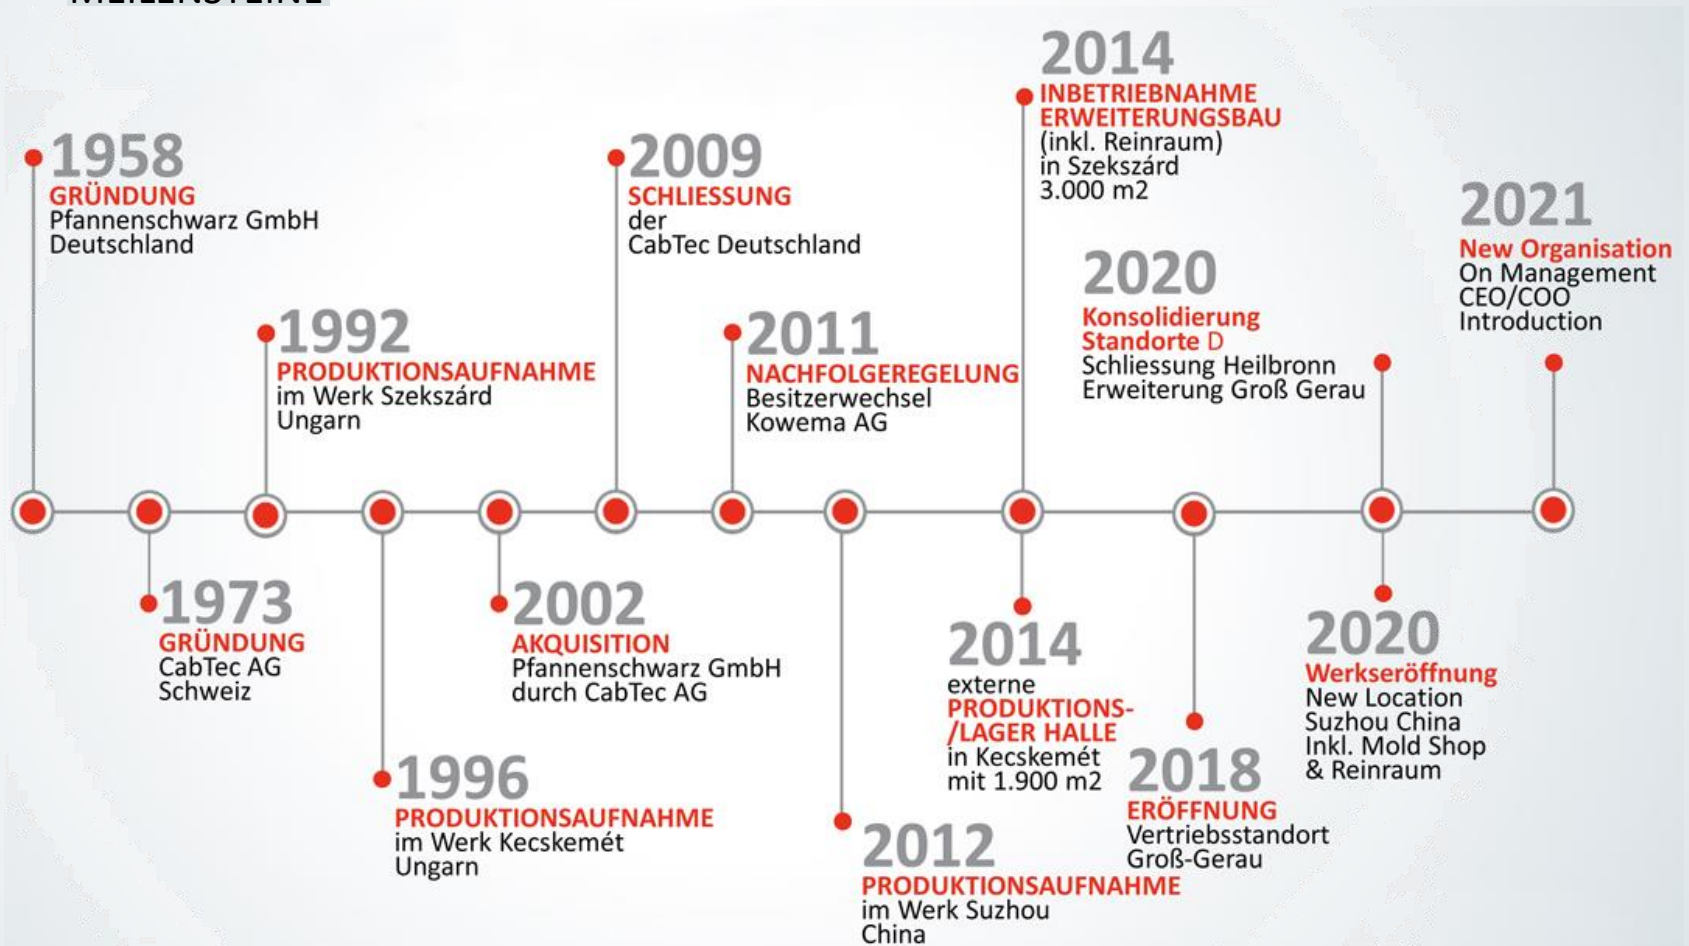 MEILENSTEINE
1958
GRÜNDUNG
Pfannenschwarz GmbH
Deutschland
1973
GRÜNDUNG
CabTec AG
Schweiz
1992
PRODUKTIONSAUFNAHME
im Werk Szekszárd
Ungarn
1996
PRODUKTIONSAUFNAHME
im Werk Kecskemét
Ungarn
2002
AKQUISITION
Pfannenschwarz GmbH
durch CabTec AG
2009
SCHLIESSUNG
der
CabTec Deutschland
2011
NACHFOLGEREGELUNG
Besitzerwechsel
Kowema AG
2012
PRODUKTIONSAUFNAHME
im Werk Suzhou
China
2014
INBETRIEBNAHME
ERWEITERUNGSBAU
(inkl. Reinraum)
in Szekszárd
3.000 m2
2014
externe
PRODUKTIONS-
/LAGER HALLE
in Kecskemét
mit 1.900 m2
2018
ERÖFFNUNG
Vertriebsstandort
Groß-Gerau
2020
Konsolidierung
Standorte D
Schliessung Heilbronn
Erweiterung Groß Gerau
2020
Werkseröffnung
New Location
Suzhou China
Inkl. Mold Shop
& Reinraum
2021
New Organisation
On Management
CEO/COO
Introduction